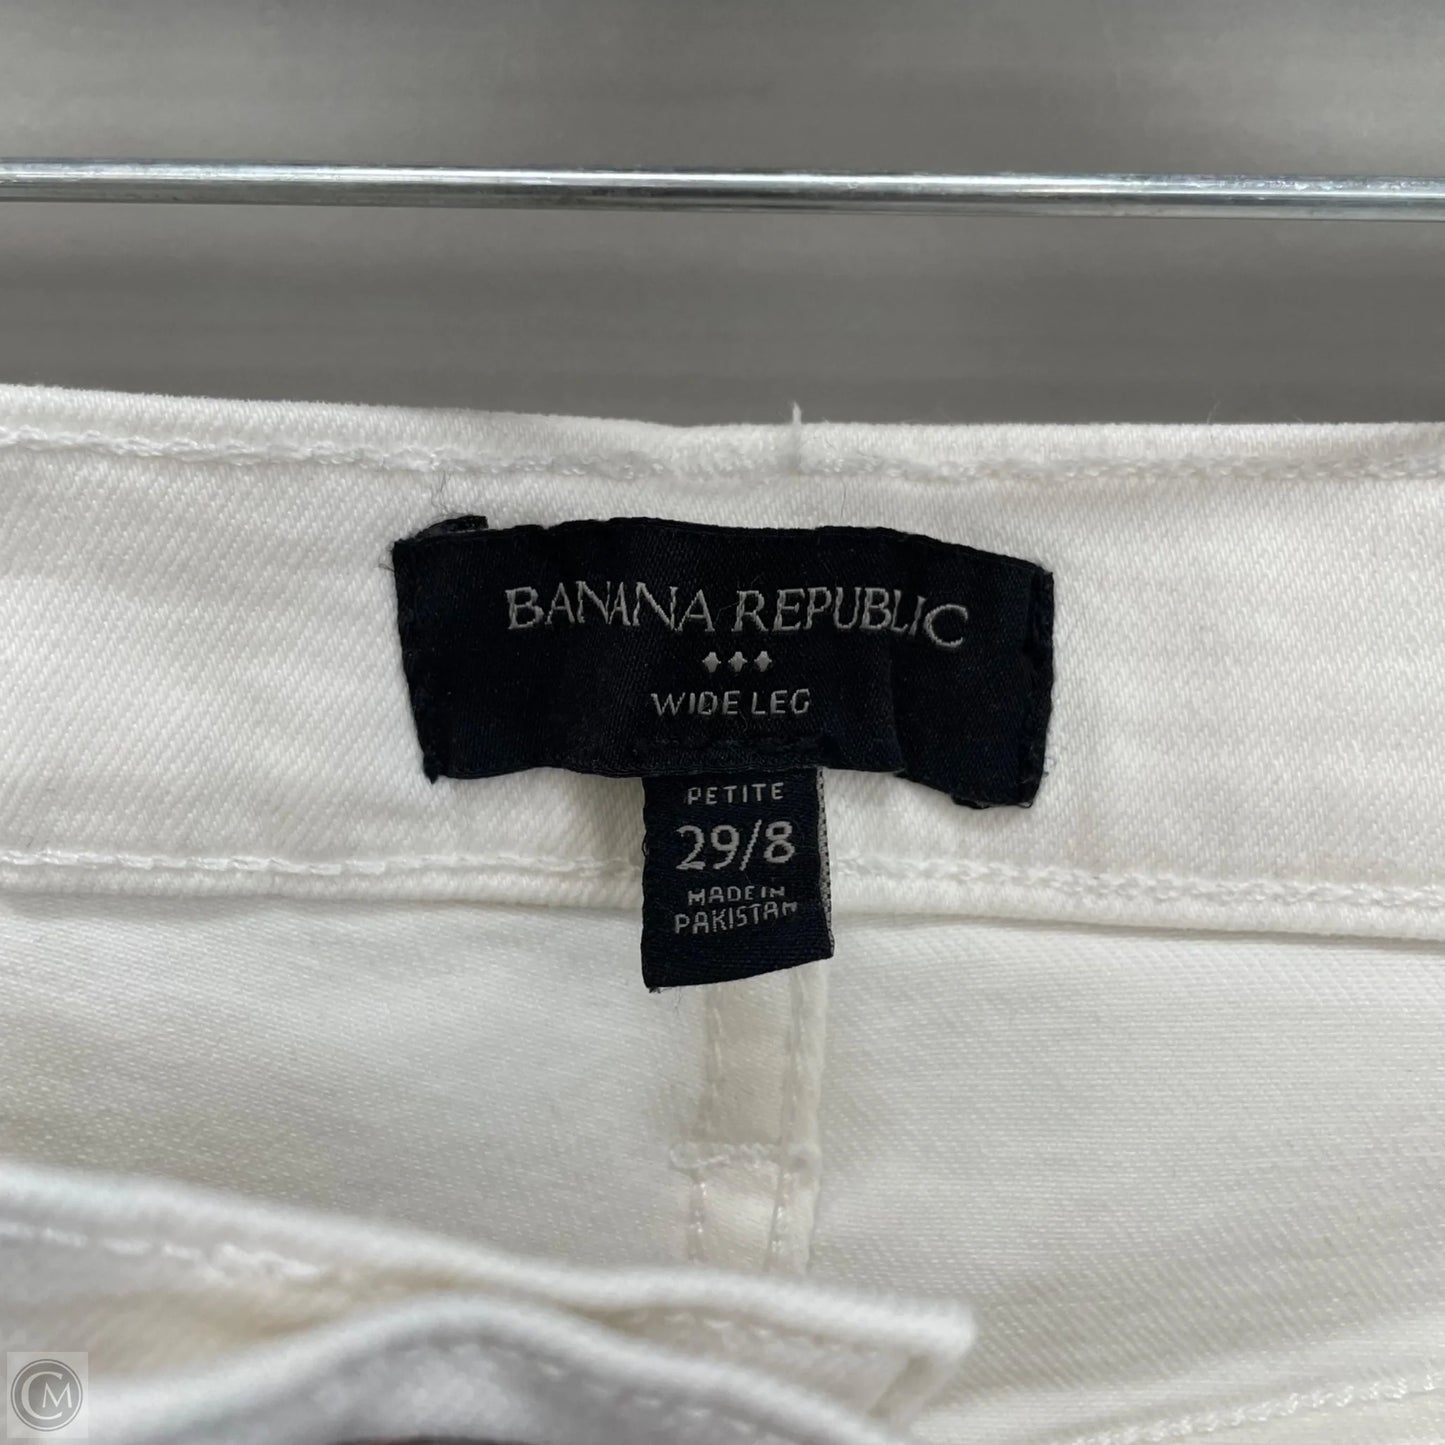 BANANA REPUBLIC
WIDE LEG
PETITE
29/8
MADE IN
PAKISTAN
CM